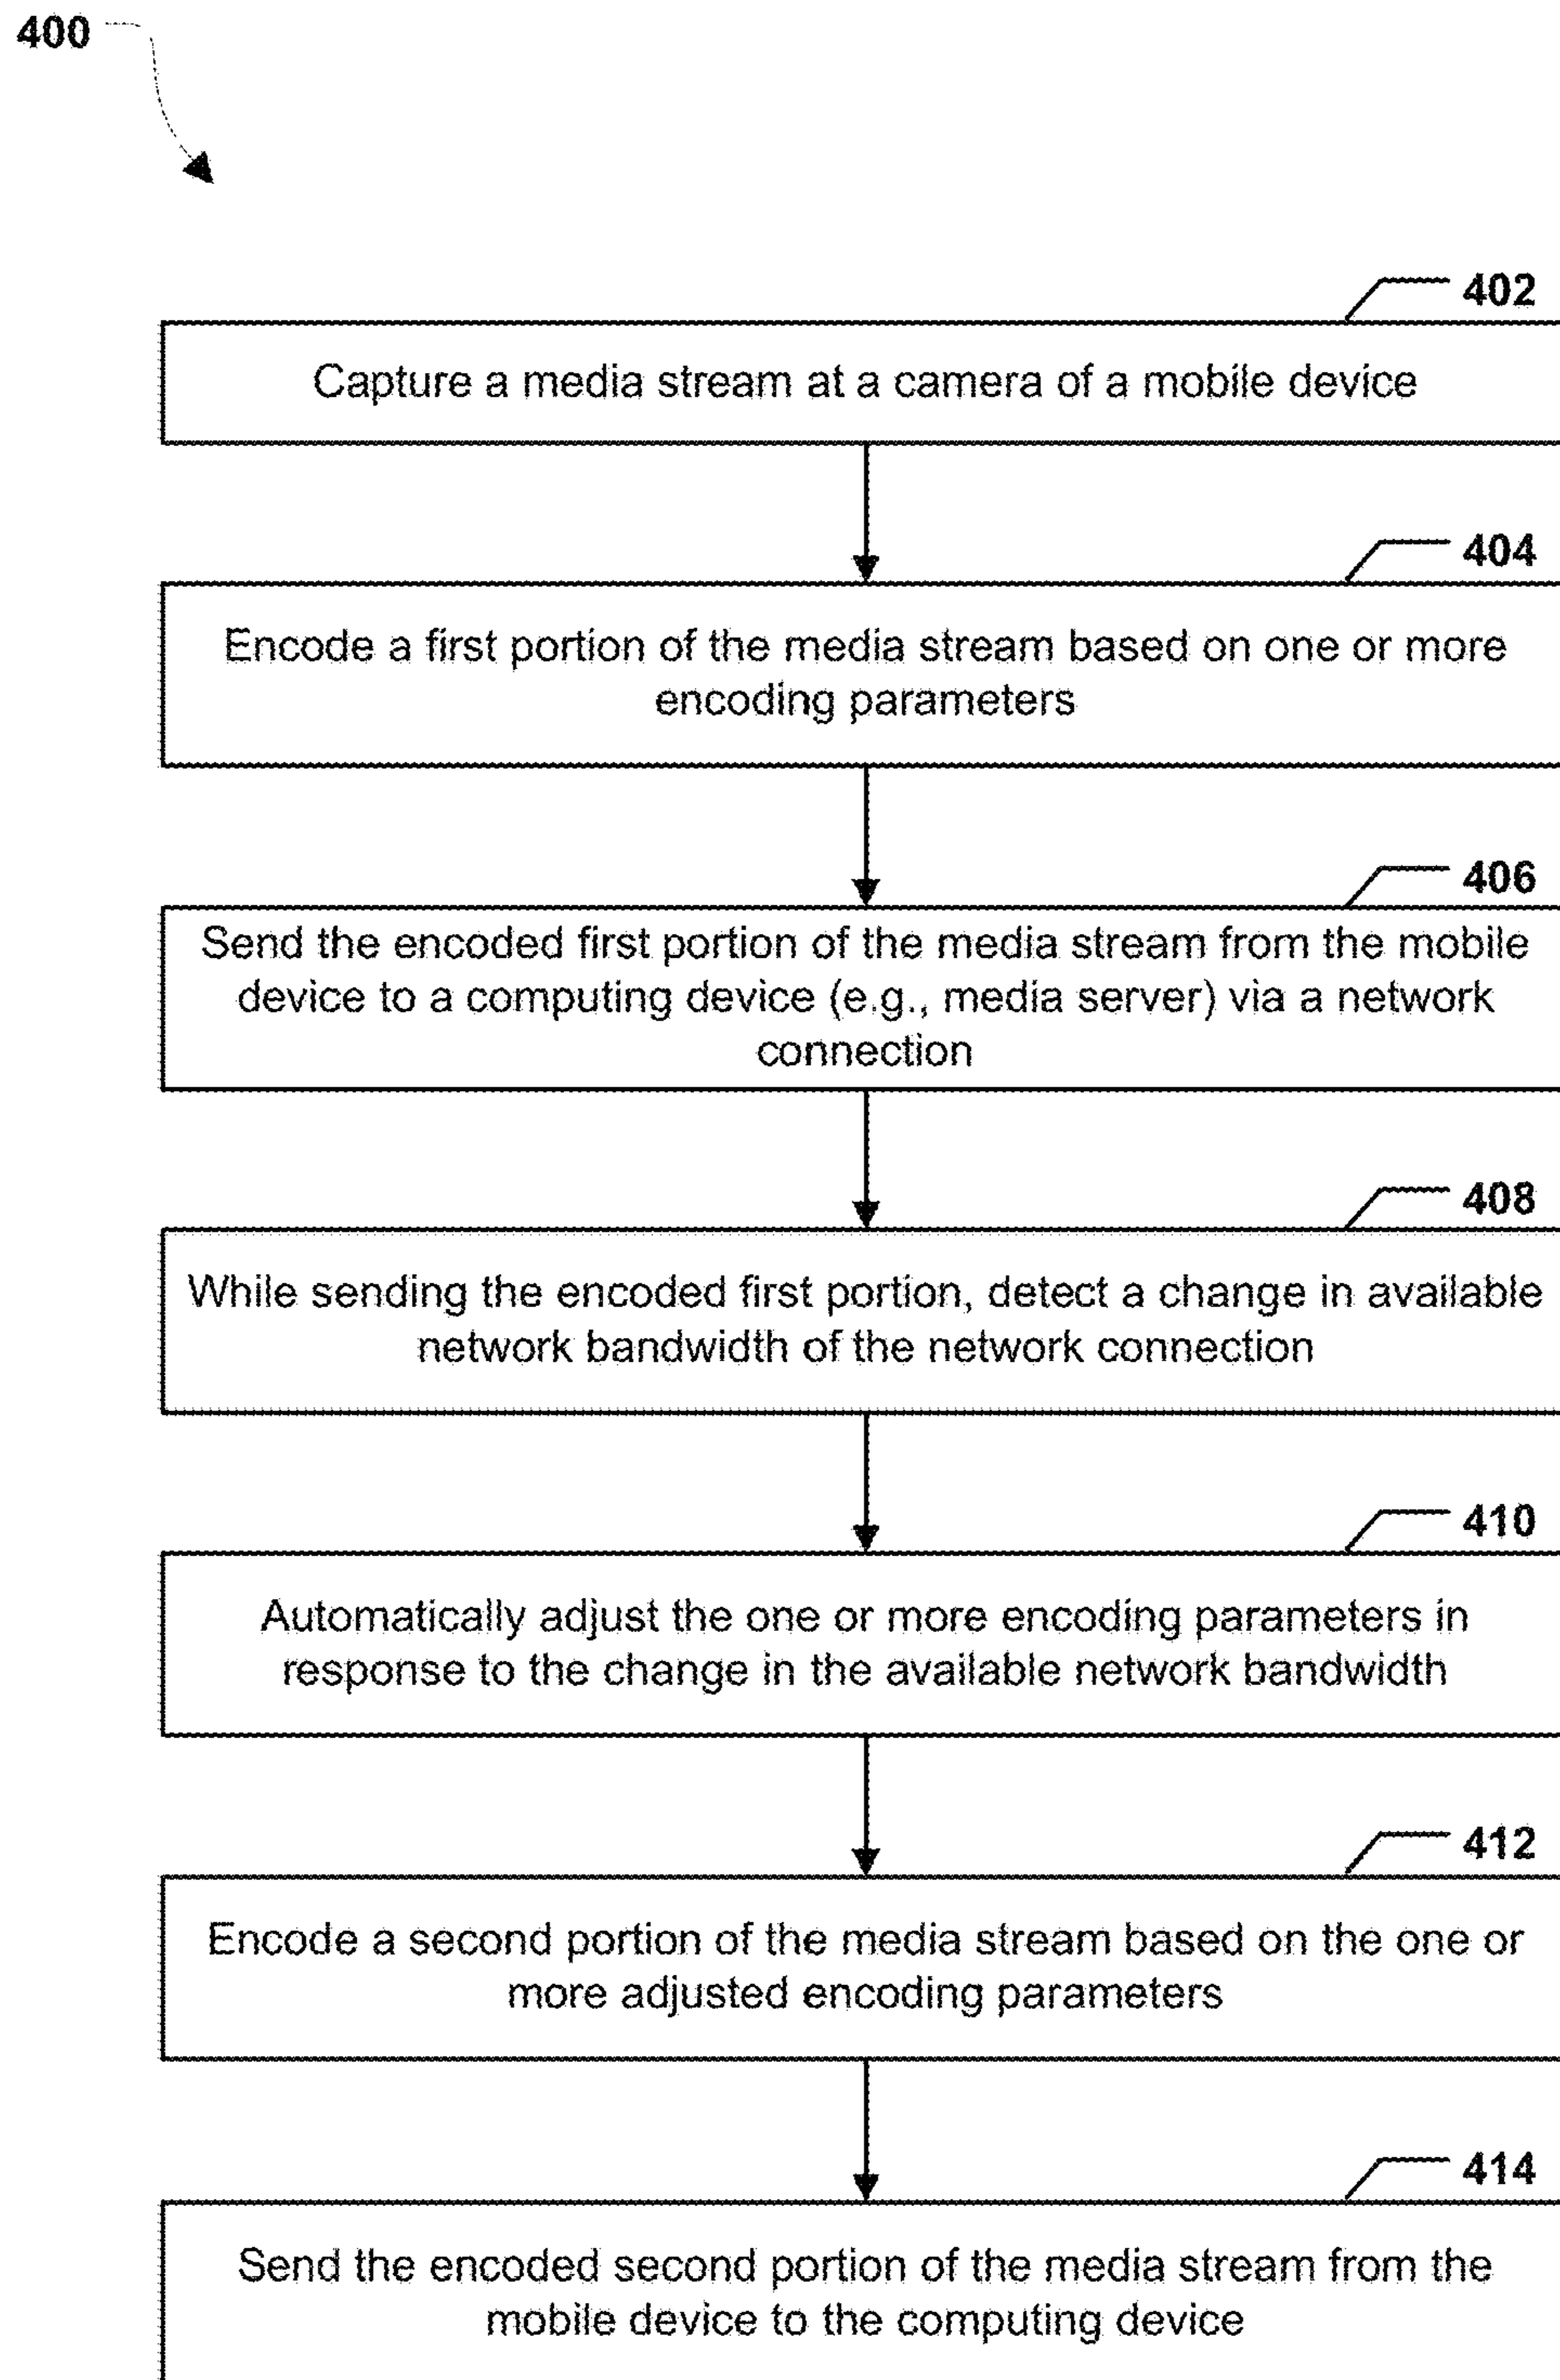 400
402
Capture a media stream at a camera of a mobile device
404
Encode a first portion of the media stream based on one or more
encoding parameters
406
Send the encoded first portion of the media stream from the mobile
device to a computing device (e.g., media server) via a network
connection
408
While sending the encoded first portion, detect a change in available
network bandwidth of the network connection
410
Automatically adjust the one or more encoding parameters in
response to the change in the available network bandwidth
412
Encode a second portion of the media stream based on the one or
more adjusted encoding parameters
414
Send the encoded second portion of the media stream from the
mobile device to the computing device